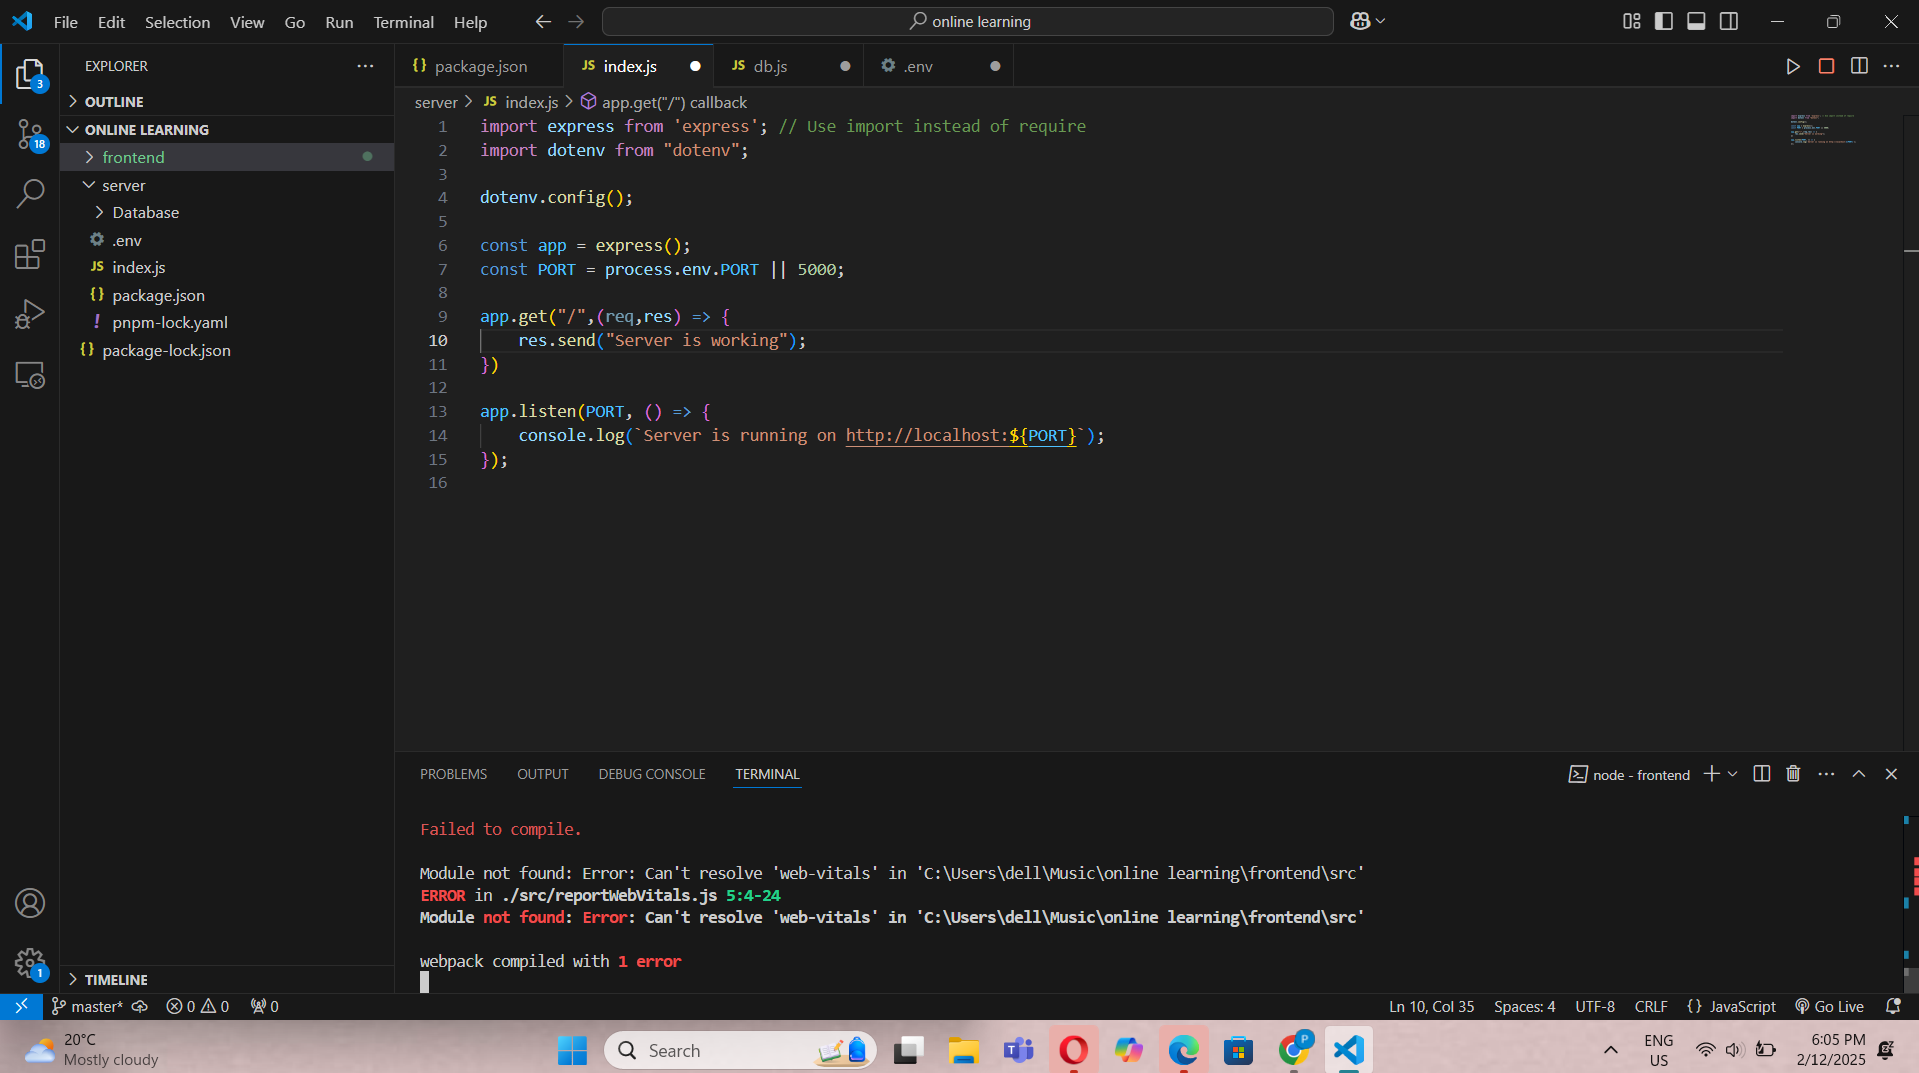 File Edit Selection View Go Run Terminal Help
online learning
EXPLORER
3
18
1
OUTLINE
ONLINE LEARNING
frontend
server
Database
.env
JS index.js
{} package.json
! pnpm-lock.yaml
{} package-lock.json
TIMELINE
{} package.json
JS index.js
JS db.js
.env
server > JS index.js > app.get("/") callback
1 import express from 'express'; // Use import instead of require
2 import dotenv from "dotenv";
3
4 dotenv.config();
5
6 const app = express();
7 const PORT = process.env.PORT || 5000;
8
9 app.get("/",(req,res) => {
10 res.send("Server is working");
11 })
12
13 app.listen(PORT, () => {
14 console.log(`Server is running on http://localhost:${PORT}`);
15 });
16
PROBLEMS OUTPUT DEBUG CONSOLE TERMINAL
node - frontend
Failed to compile.
Module not found: Error: Can't resolve 'web-vitals' in 'C:\Users\dell\Music\online learning\frontend\src'
ERROR in ./src/reportWebVitals.js 5:4-24
Module not found: Error: Can't resolve 'web-vitals' in 'C:\Users\dell\Music\online learning\frontend\src'
webpack compiled with 1 error
master* 0 0 0
Ln 10, Col 35 Spaces: 4 UTF-8 CRLF {} JavaScript Go Live
20°C
Mostly cloudy
Search
P
ENG
US
6:05 PM
2/12/2025